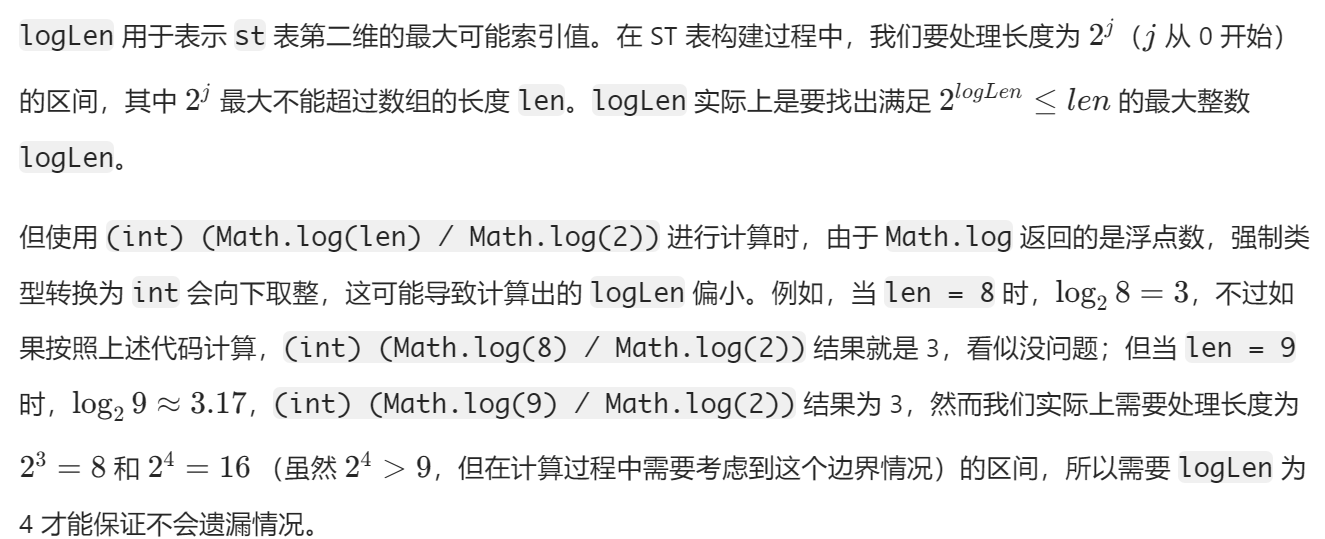 logLen 用于表示 st 表第二维的最大可能索引值。在 ST 表构建过程中，我们要处理长度为 2^j（j 从 0 开始）
的区间，其中 2^j 最大不能超过数组的长度 len。logLen 实际上是要找出满足 2^{logLen} ≤ len 的最大整数
logLen。
但使用 (int) (Math.log(len) / Math.log(2)) 进行计算时，由于 Math.log 返回的是浮点数，强制类
型转换为 int 会向下取整，这可能导致计算出的 logLen 偏小。例如，当 len = 8 时，log₂ 8 = 3，不过如
果按照上述代码计算，(int) (Math.log(8) / Math.log(2)) 结果就是 3，看似没问题；但当 len = 9
时，log₂ 9 ≈ 3.17，(int) (Math.log(9) / Math.log(2)) 结果为 3，然而我们实际上需要处理长度为
2³ = 8 和 2⁴ = 16 （虽然 2⁴ > 9，但在计算过程中需要考虑到这个边界情况）的区间，所以需要 logLen 为
4 才能保证不会遗漏情况。